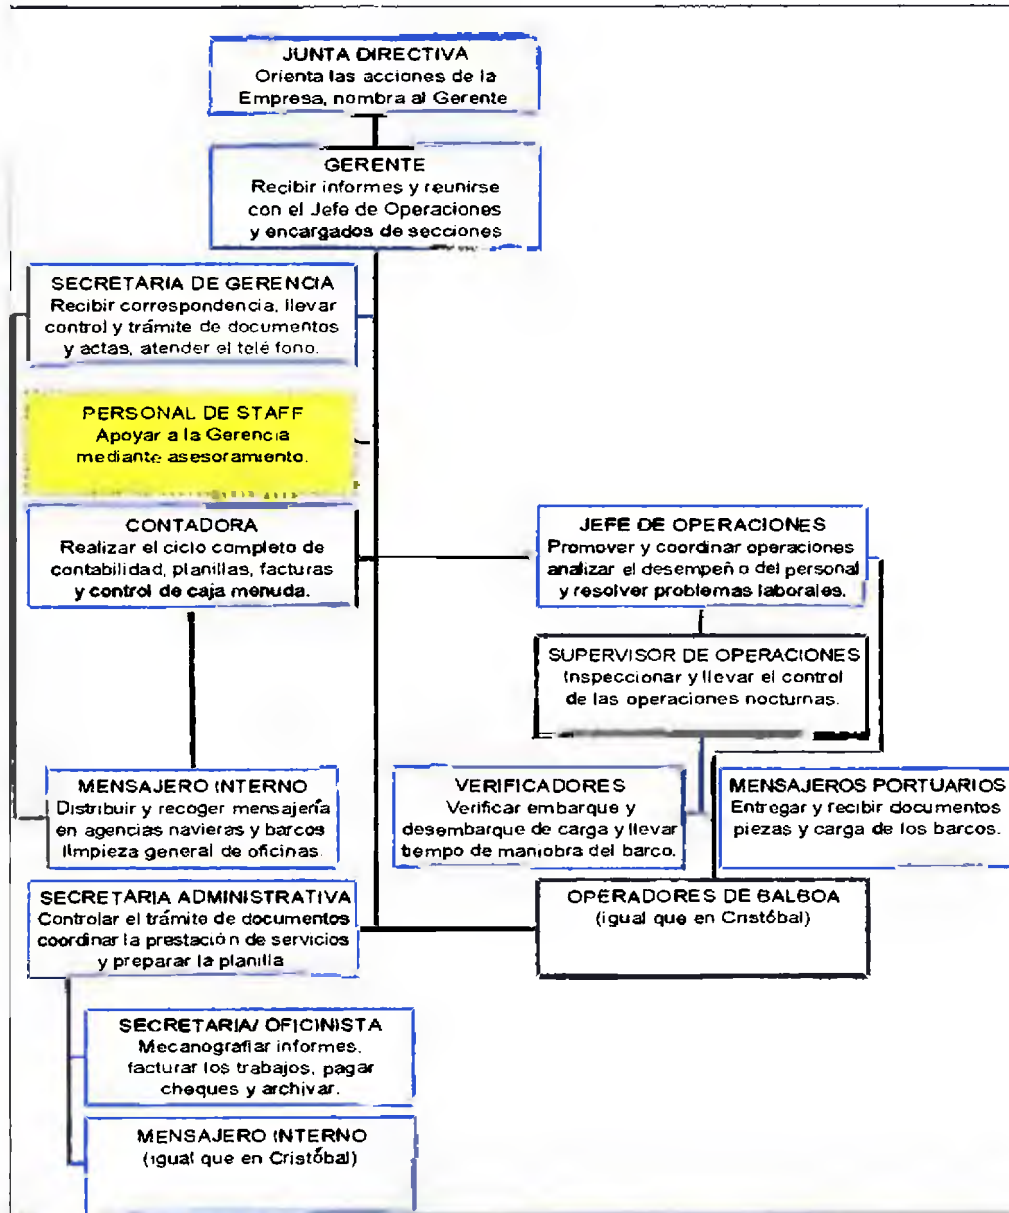 JUNTA DIRECTIVA
Orienta las acciones de la
Empresa, nombra al Gerente
GERENTE
Recibir informes y reunirse
con el Jefe de Operaciones
y encargados de secciones
SECRETARIA DE GERENCIA
Recibir correspondencia, llevar
control y trámite de documentos
y actas, atender el teléfono.
PERSONAL DE STAFF
Apoyar a la Gerencia
mediante asesoramiento.
CONTADORA
Realizar el ciclo completo de
contabilidad, planillas, facturas
y control de caja menuda.
JEFE DE OPERACIONES
Promover y coordinar operaciones
analizar el desempeño del personal
y resolver problemas laborales.
SUPERVISOR DE OPERACIONES
Inspeccionar y llevar el control
de las operaciones nocturnas.
MENSAJERO INTERNO
Distribuir y recoger mensajería
en agencias navieras y barcos
limpieza general de oficinas.
VERIFICADORES
Verificar embarque y
desembarque de carga y llevar
tiempo de maniobra del barco.
MENSAJEROS PORTUARIOS
Entregar y recibir documentos
piezas y carga de los barcos.
SECRETARIA ADMINISTRATIVA
Controlar el trámite de documentos
coordinar la prestación de servicios
y preparar la planilla
OPERADORES DE BALBOA
(igual que en Cristóbal)
SECRETARIA/ OFICINISTA
Mecanografiar informes,
facturar los trabajos, pagar
cheques y archivar.
MENSAJERO INTERNO
(igual que en Cristóbal)